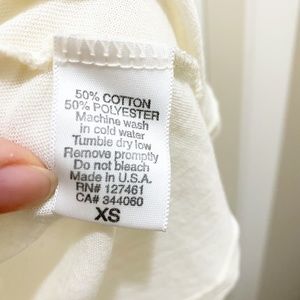 50% COTTON
50% POLYESTER
Machine wash
in cold water
Tumble dry low
Remove promptly
Do not bleach
Made in U.S.A.
RN# 127461
CA# 344060
XS